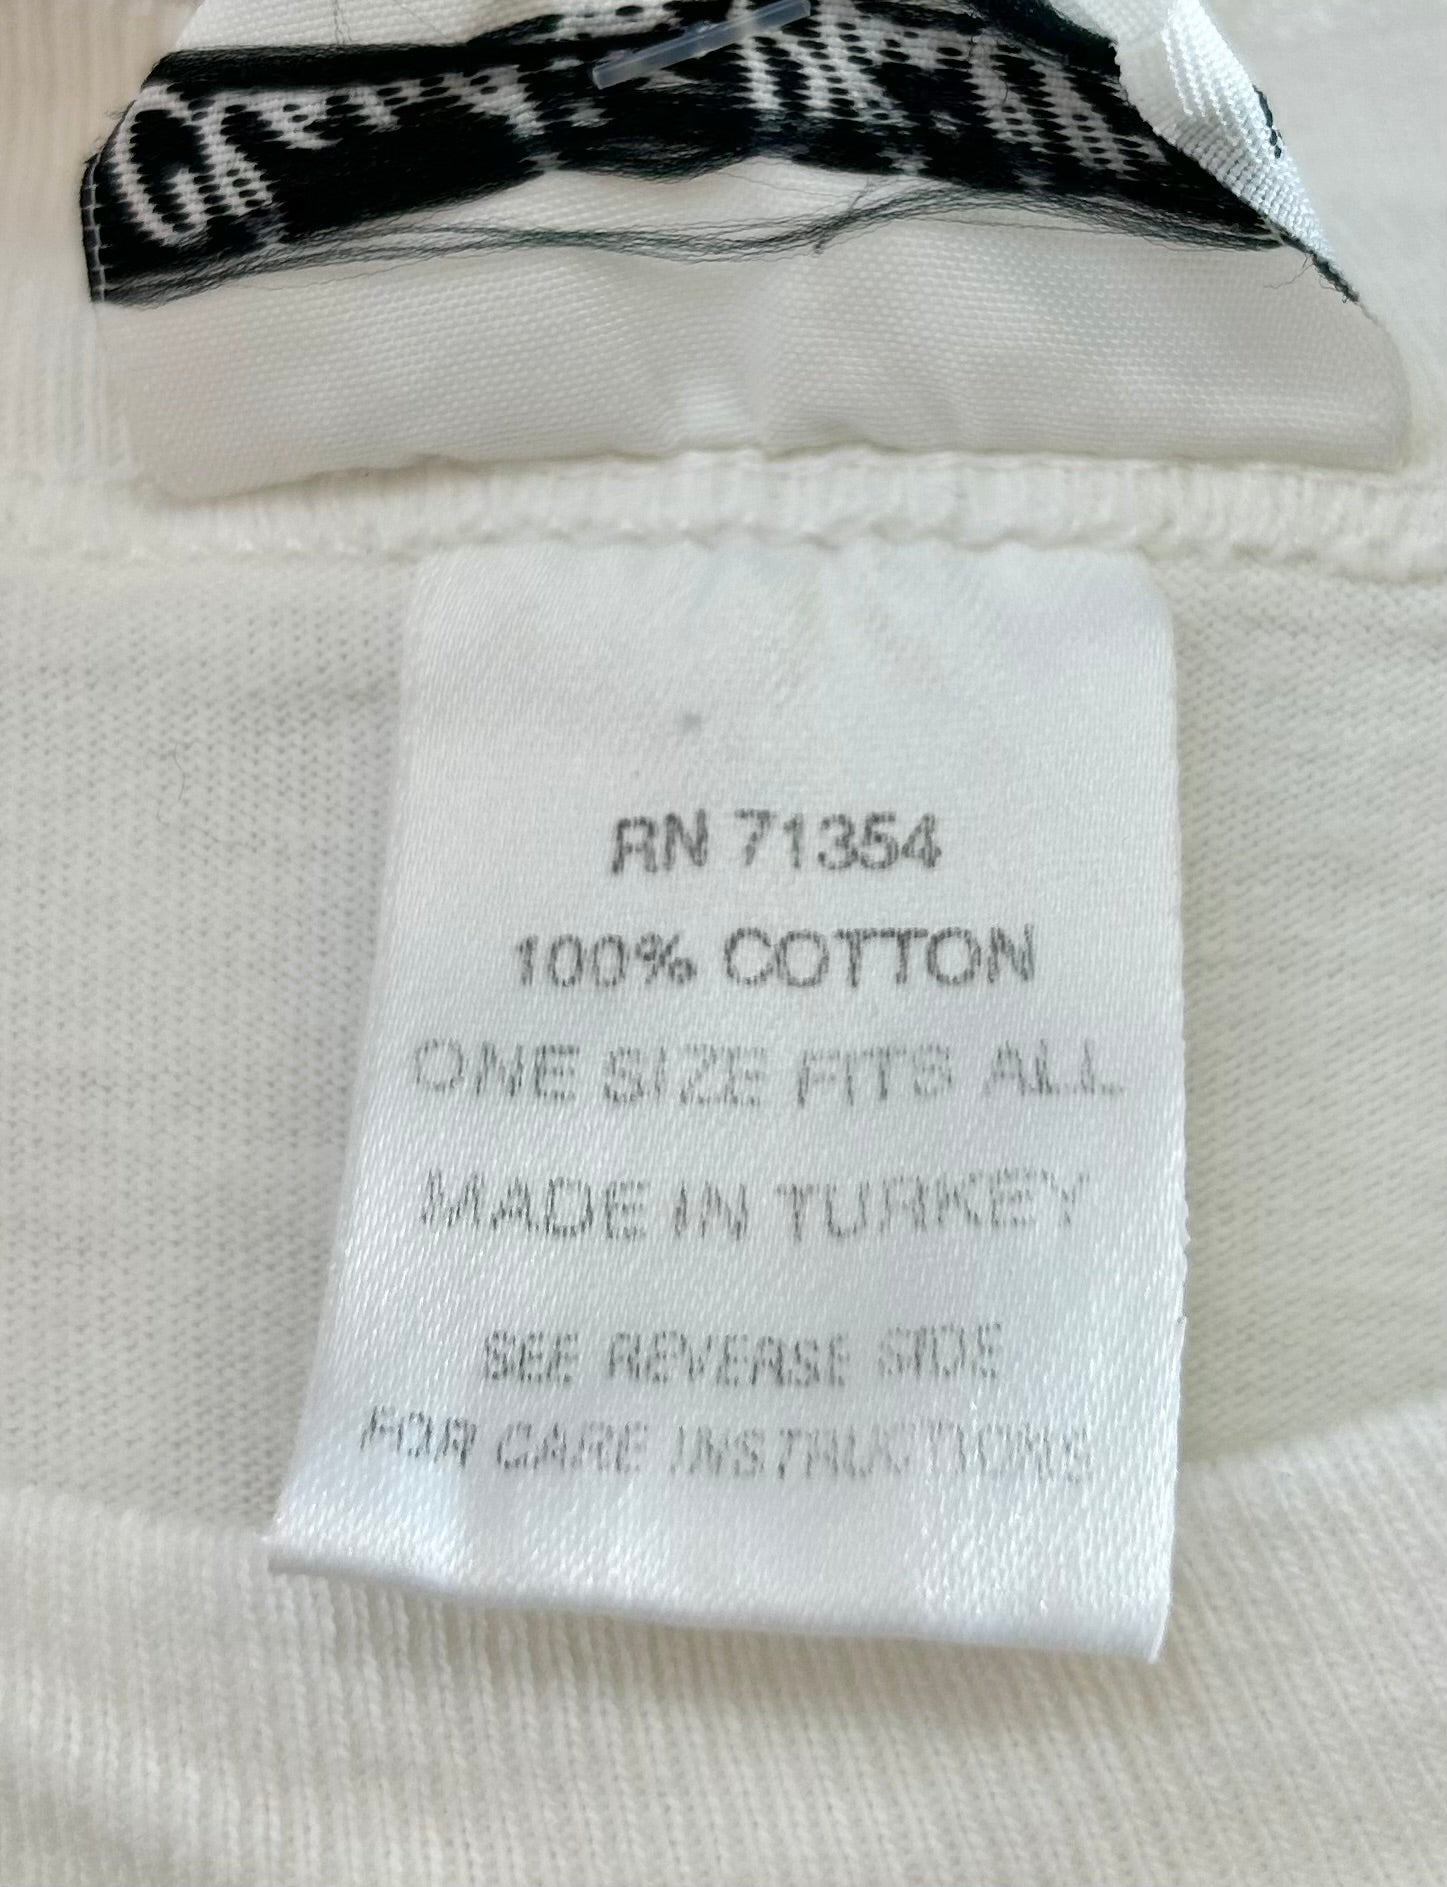 RN 71354
100% COTTON
ONE SIZE FITS ALL
MADE IN TURKEY
SEE REVERSE SIDE
FOR CARE INSTRUCTIONS